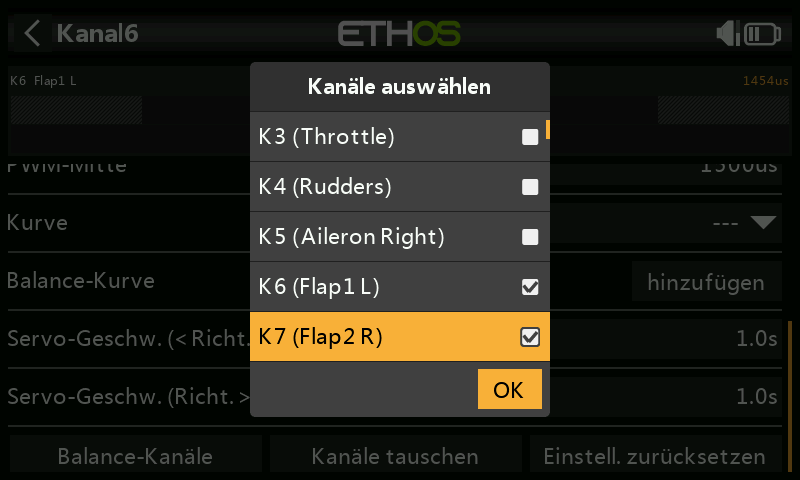 Kanal6
ETHOS
K6 Flap1 L
1454us
Kanäle auswählen
K3 (Throttle)
K4 (Rudders)
K5 (Aileron Right)
K6 (Flap1 L)
K7 (Flap2 R)
OK
PWM-Mitte 1500us
Kurve ---
Balance-Kurve hinzufügen
Servo-Geschw. (< Richt. 1.0s
Servo-Geschw. (Richt. > 1.0s
Balance-Kanäle Kanäle tauschen Einstell. zurücksetzen